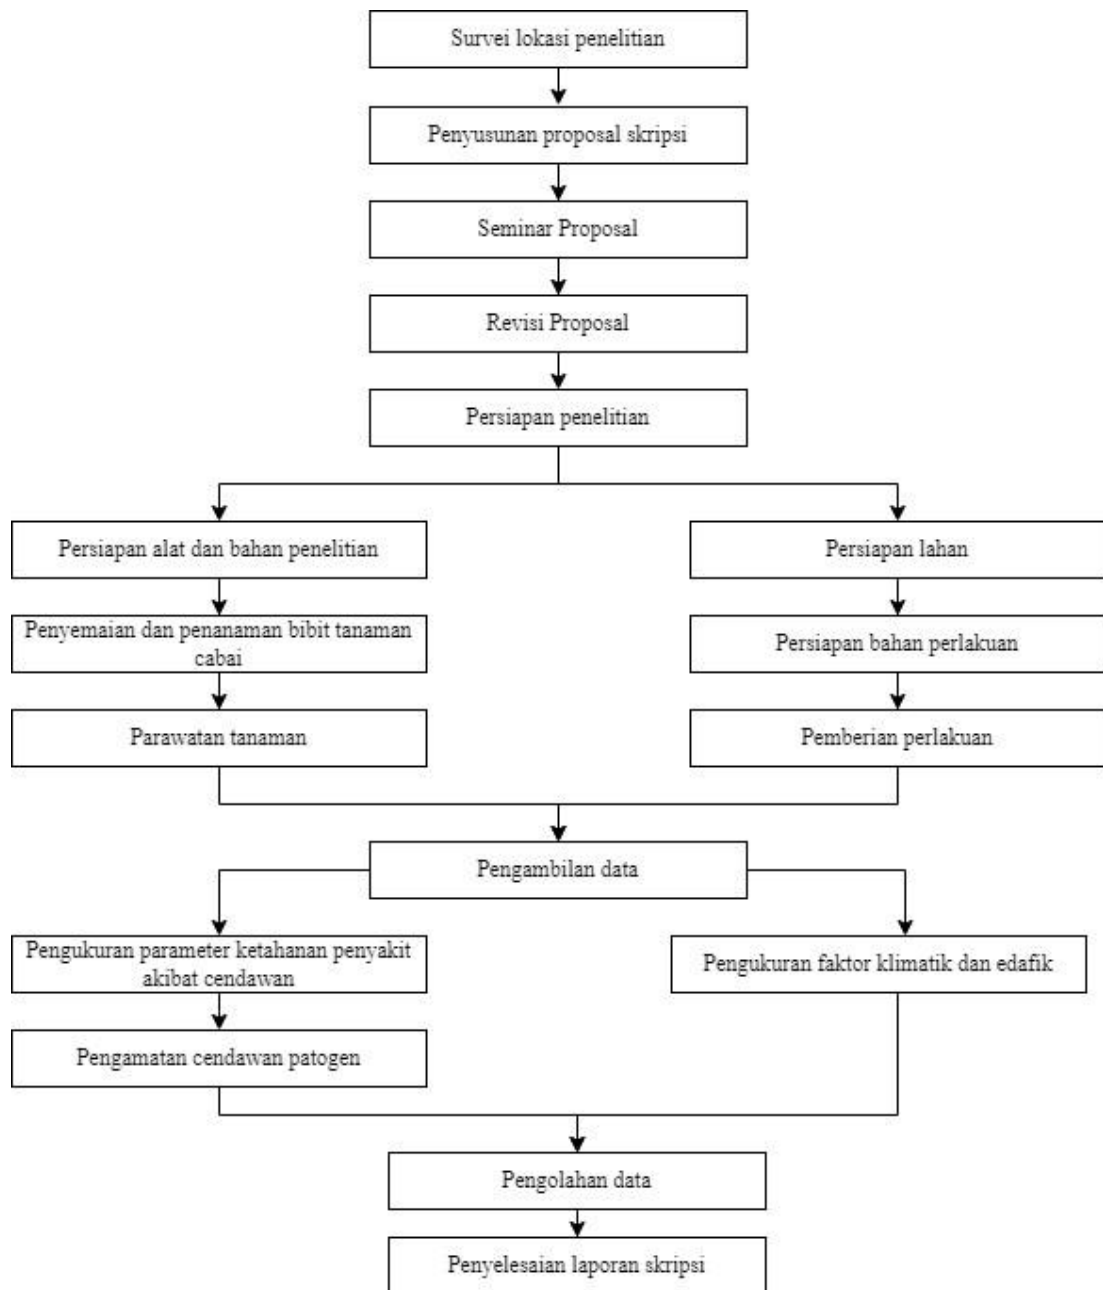 Survei lokasi penelitian
Penyusunan proposal skripsi
Seminar Proposal
Revisi Proposal
Persiapan penelitian
Persiapan alat dan bahan penelitian
Persiapan lahan
Penyemaian dan penanaman bibit tanaman
cabai
Persiapan bahan perlakuan
Parawatan tanaman
Pemberian perlakuan
Pengambilan data
Pengukuran parameter ketahanan penyakit
akibat cendawan
Pengukuran faktor klimatik dan edafik
Pengamatan cendawan patogen
Pengolahan data
Penyelesaian laporan skripsi